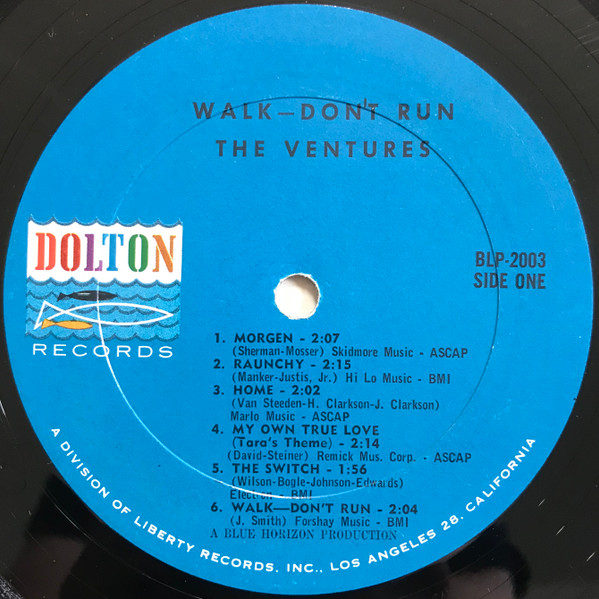 WALK—DON'T RUN
THE VENTURES
DOLTON
RECORDS
BLP-2003
SIDE ONE
1. MORGEN - 2:07
(Sherman-Mosser) Skidmore Music - ASCAP
2. RAUNCHY - 2:15
(Manker-Justis, Jr.) Hi Lo Music - BMI
3. HOME - 2:02
(Van Steeden-H. Clarkson-J. Clarkson)
Marlo Music - ASCAP
4. MY OWN TRUE LOVE
(Tara's Theme) - 2:14
(David-Steiner) Remick Mus. Corp. - ASCAP
5. THE SWITCH - 1:56
(Wilson-Bogle-Johnson-Edwards)
Electron - BMI
6. WALK—DON'T RUN - 2:04
(J. Smith) Forshay Music - BMI
A BLUE HORIZON PRODUCTION
A DIVISION OF LIBERTY RECORDS, INC., LOS ANGELES 28, CALIFORNIA